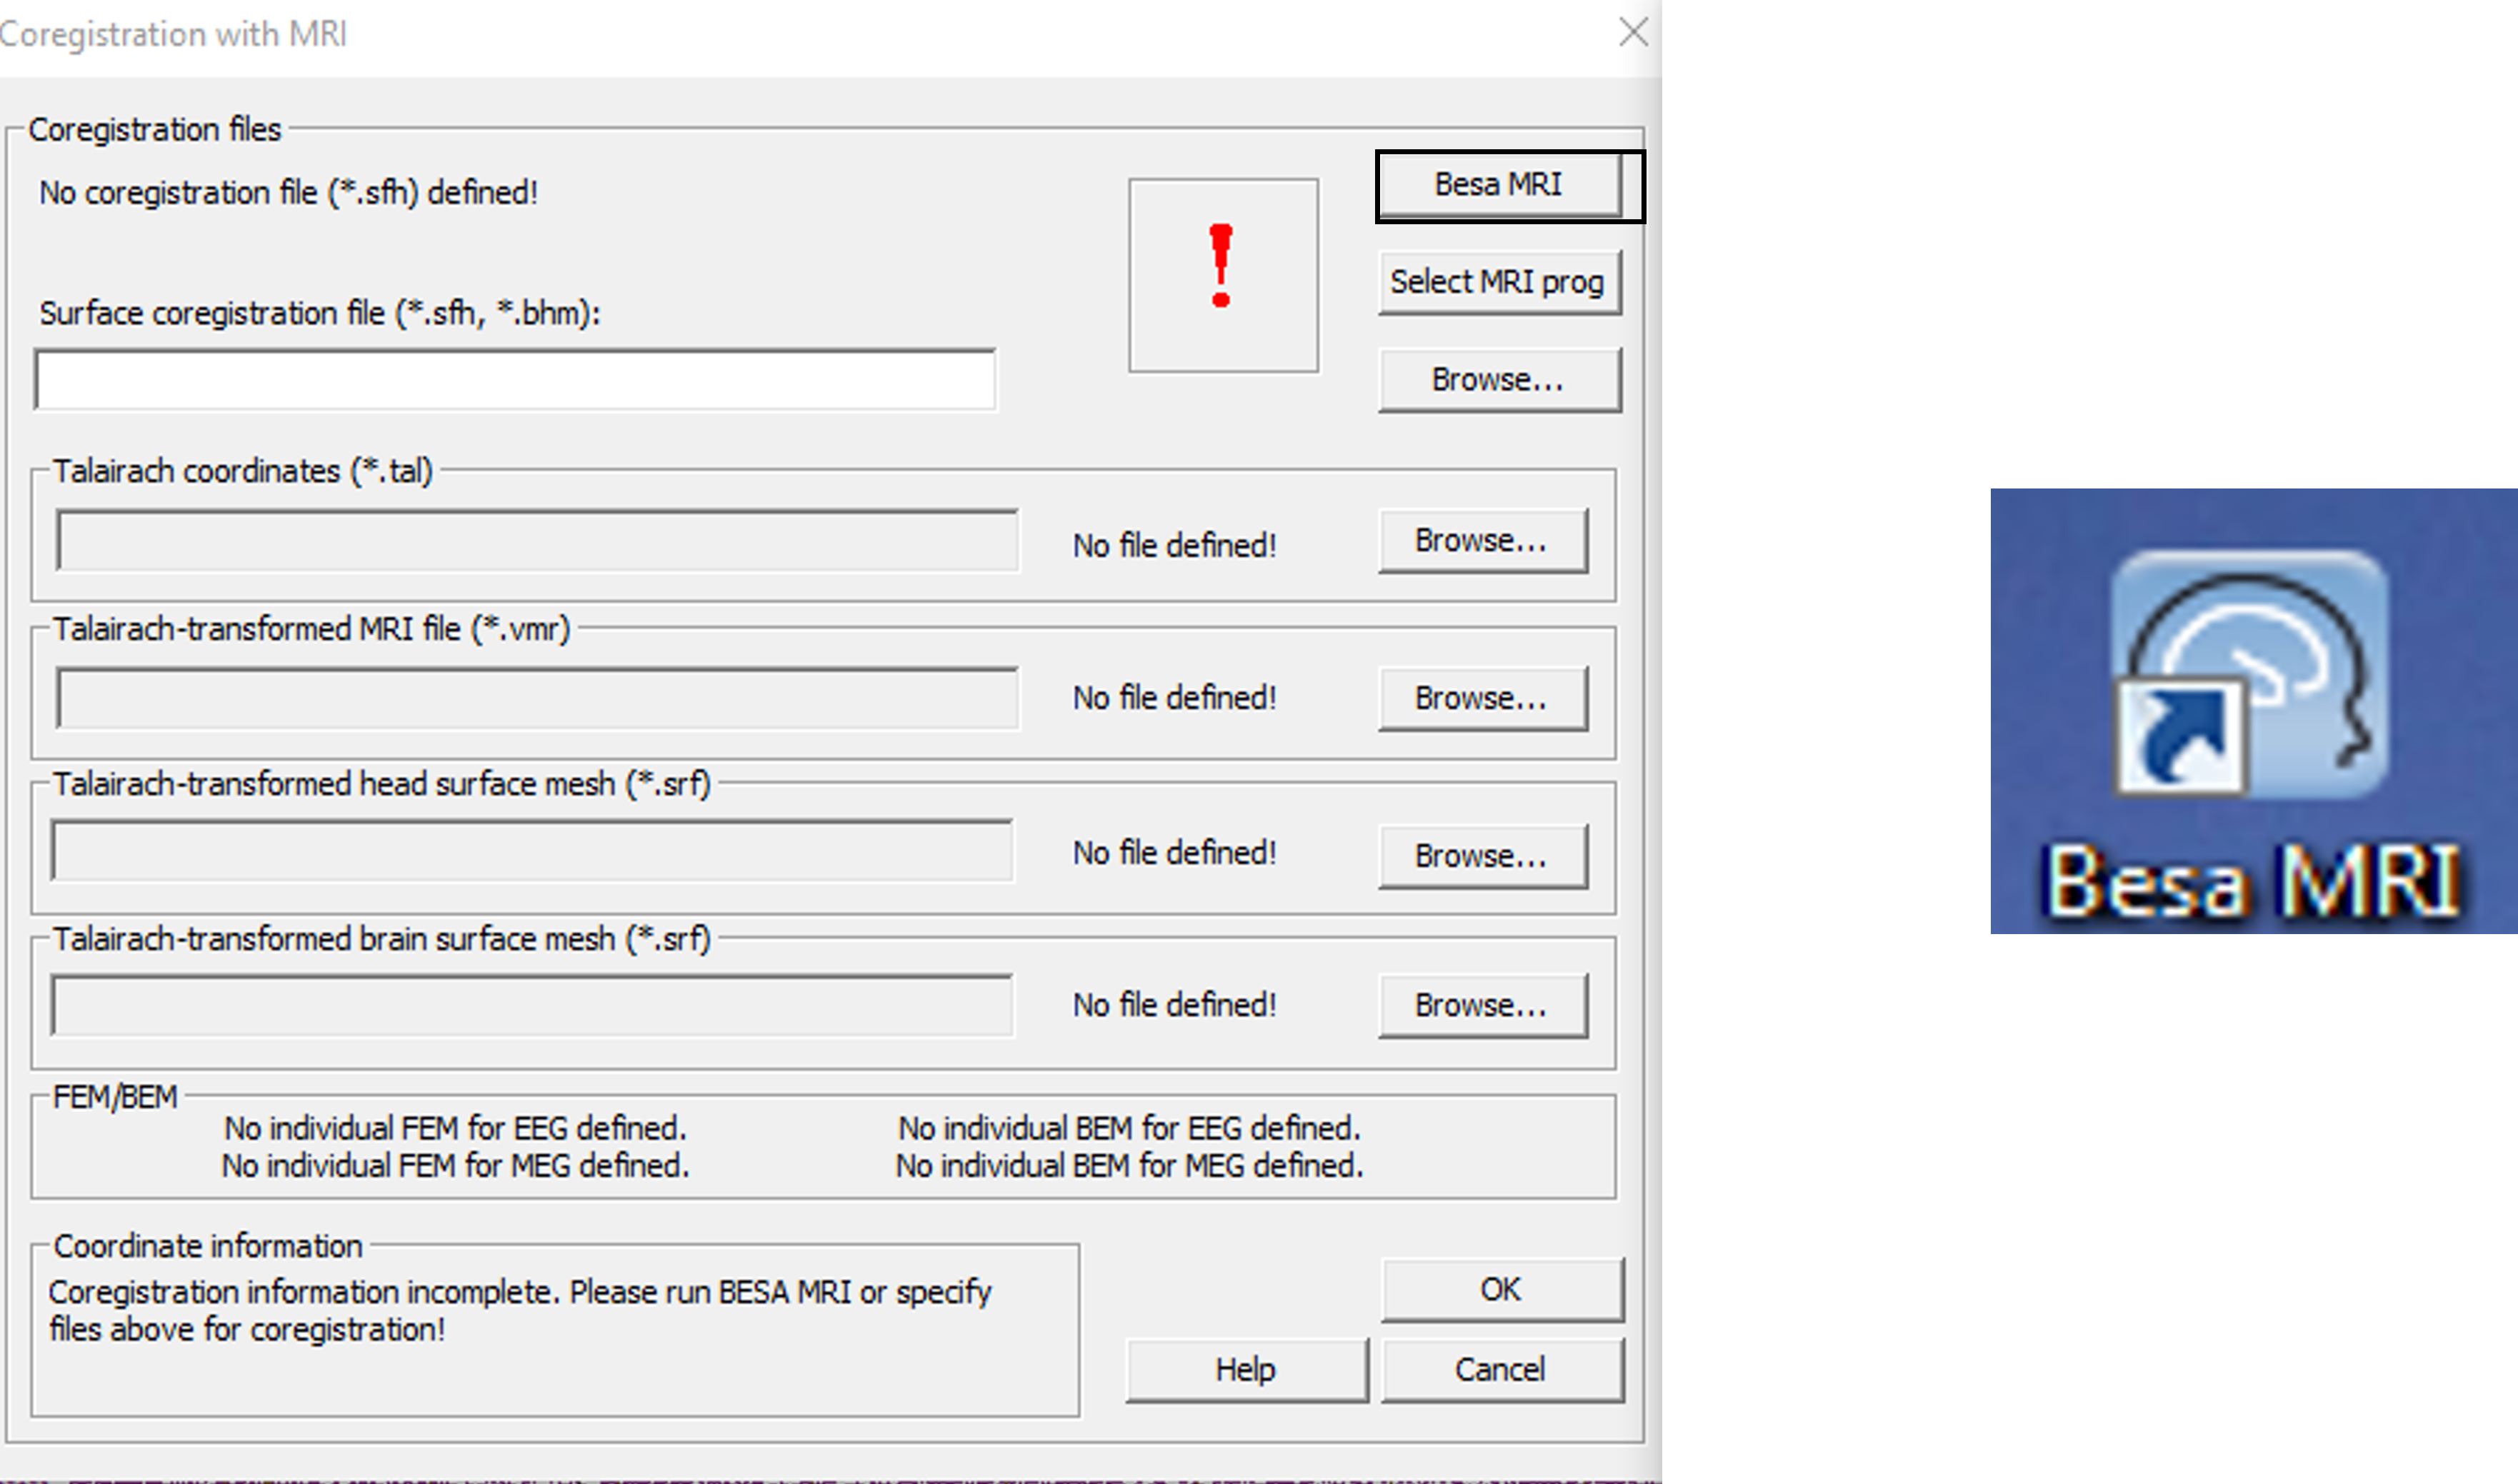 Coregistration with MRI
Coregistration files
No coregistration file (*.sfh) defined!
Besa MRI
Select MRI prog
Surface coregistration file (*.sfh, *.bhm):
Browse...
Talairach coordinates (*.tal)
No file defined!
Browse...
Talairach-transformed MRI file (*.vmr)
No file defined!
Browse...
Talairach-transformed head surface mesh (*.srf)
No file defined!
Browse...
Talairach-transformed brain surface mesh (*.srf)
No file defined!
Browse...
FEM/BEM
No individual FEM for EEG defined.
No individual BEM for EEG defined.
No individual FEM for MEG defined.
No individual BEM for MEG defined.
Coordinate information
Coregistration information incomplete. Please run BESA MRI or specify
files above for coregistration!
OK
Help
Cancel
Besa MRI